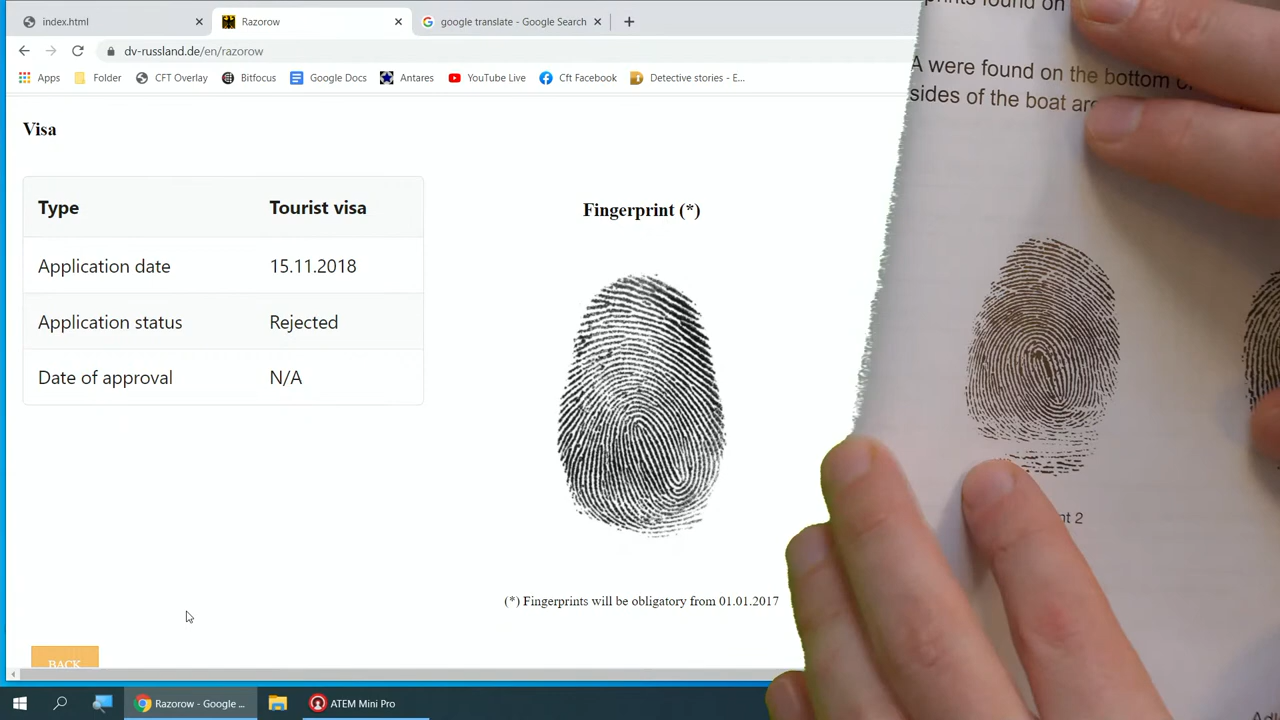 index.html
Razorow
google translate - Google Search
dv-russland.de/en/razorow
Apps
Folder
CFT Overlay
Bitfocus
Google Docs
Antares
YouTube Live
Cft Facebook
Detective stories - E...
Visa
Type Tourist visa
Application date 15.11.2018
Application status Rejected
Date of approval N/A
Fingerprint (*)
(*) Fingerprints will be obligatory from 01.01.2017
BACK
Razorow - Google ...
ATEM Mini Pro
found on
A were found on the bottom
sides of the boat
2